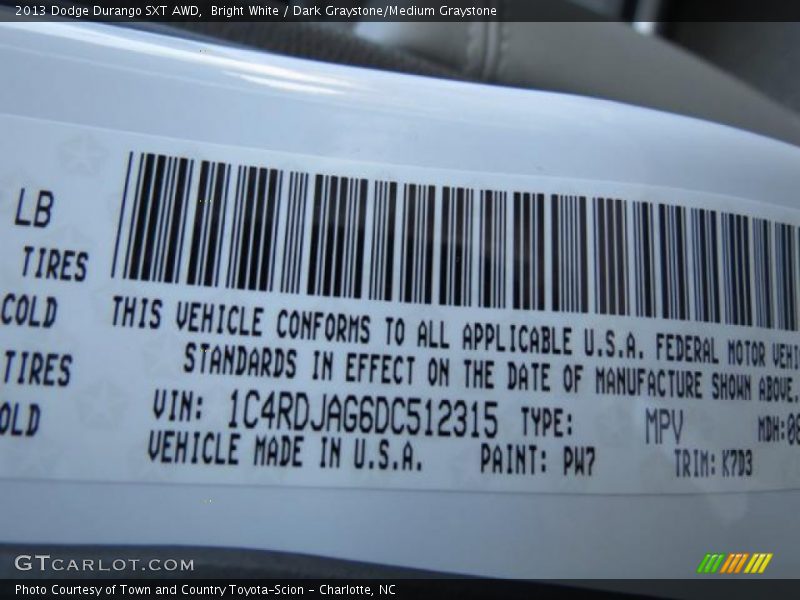 2013 Dodge Durango SXT AWD, Bright White / Dark Graystone/Medium Graystone
LB
TIRES
COLD
TIRES
OLD
THIS VEHICLE CONFORMS TO ALL APPLICABLE U.S.A. FEDERAL MOTOR VEHI
STANDARDS IN EFFECT ON THE DATE OF MANUFACTURE SHOWN ABOVE.
VIN: 1C4RDJAG6DC512315 TYPE: MPV MDH:08
VEHICLE MADE IN U.S.A. PAINT: PW7 TRIM: K7D3
GTCARLOT.COM
Photo Courtesy of Town and Country Toyota-Scion - Charlotte, NC